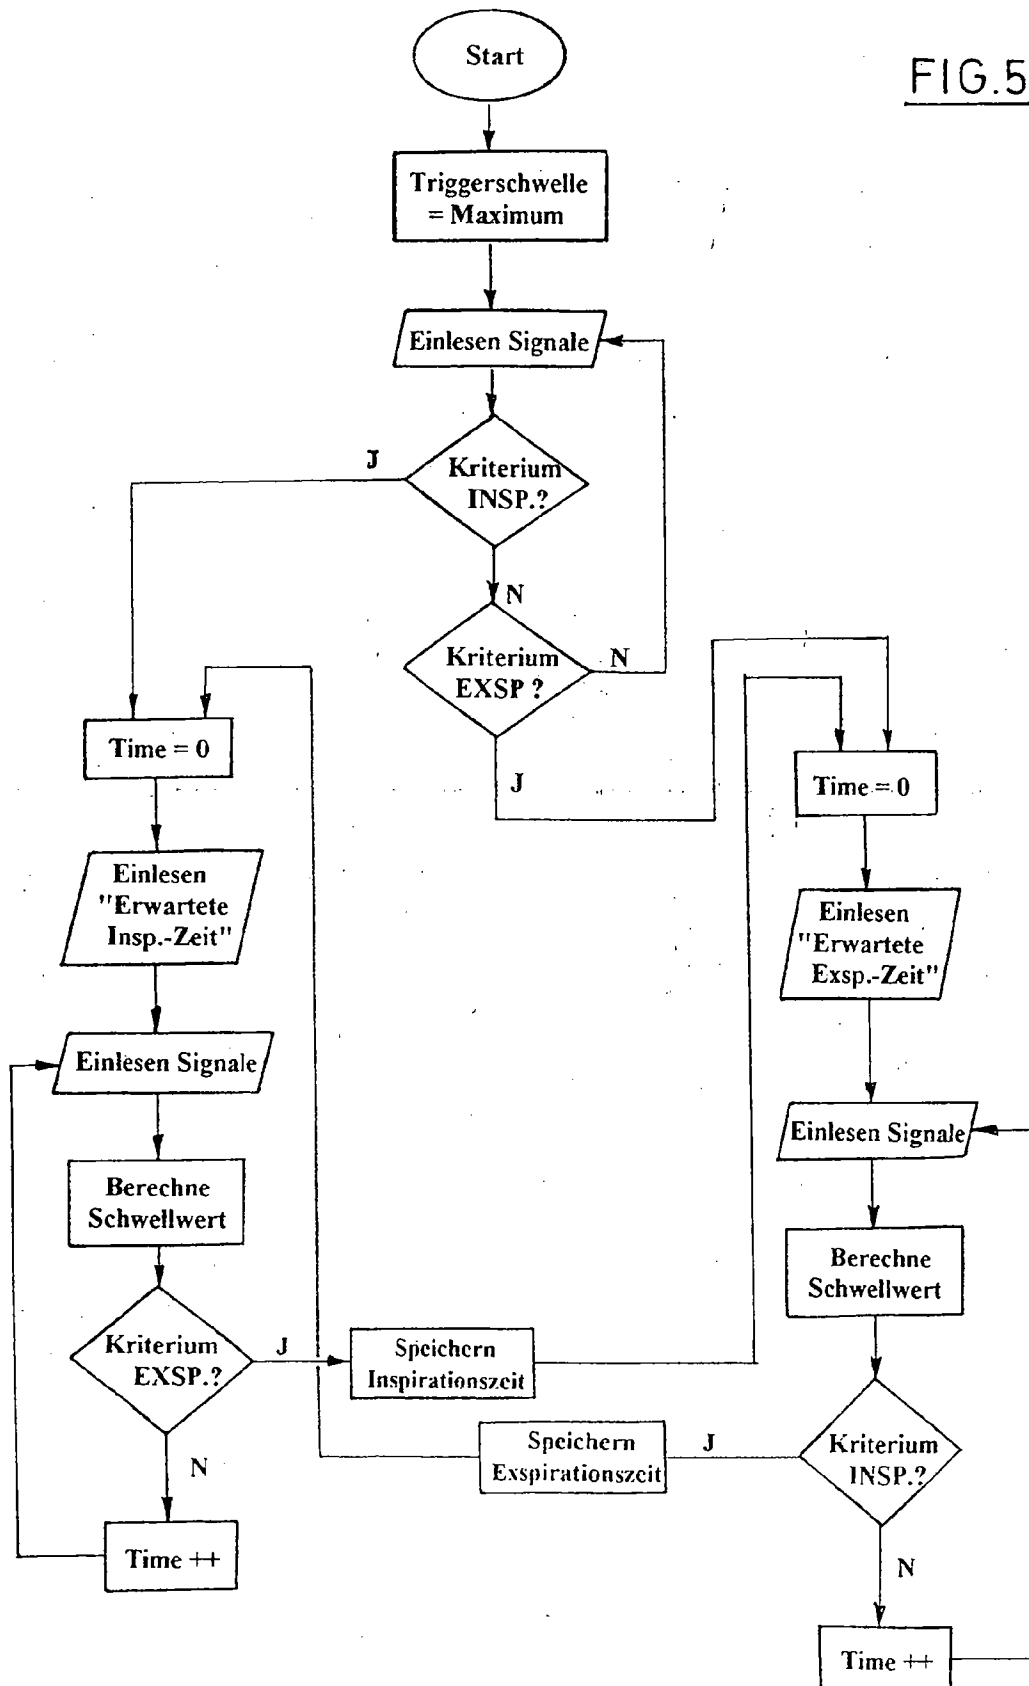 Start
FIG.5
Triggerschwelle
= Maximum
Einlesen Signale
J
Kriterium
INSP.?
N
Kriterium
EXSP ?
N
J
Time = 0
Time = 0
Einlesen
"Erwartete
Insp.-Zeit"
Einlesen
"Erwartete
Exsp.-Zeit"
Einlesen Signale
Einlesen Signale
Berechne
Schwellwert
Berechne
Schwellwert
Kriterium
EXSP.?
J
Speichern
Inspirationszeit
Speichern
Exspirationszeit
J
Kriterium
INSP.?
N
N
Time ++
Time ++